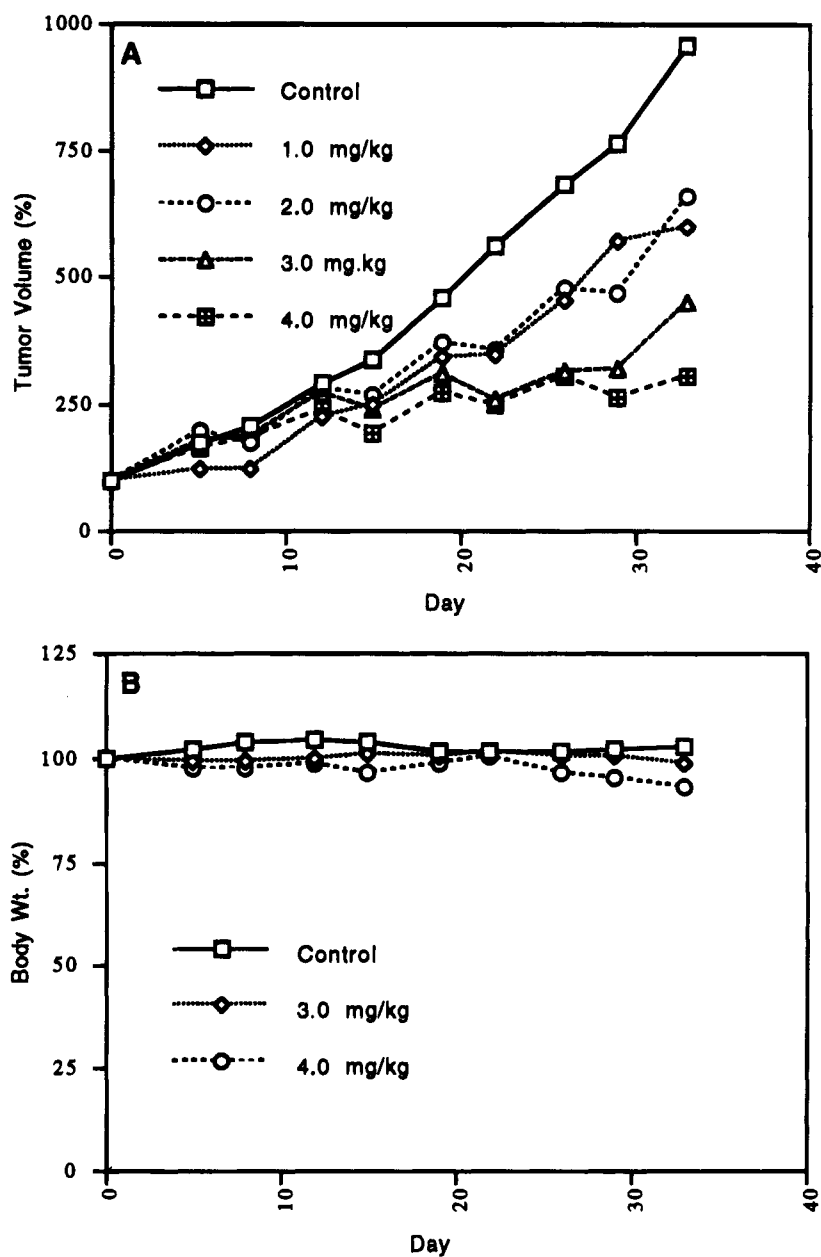 A
1000
750
500
250
0
Tumor Volume (%)
Control
1.0 mg/kg
2.0 mg/kg
3.0 mg.kg
4.0 mg/kg
0 10 20 30 40
Day
B
125
100
75
50
25
0
Body Wt. (%)
Control
3.0 mg/kg
4.0 mg/kg
0 10 20 30 40
Day